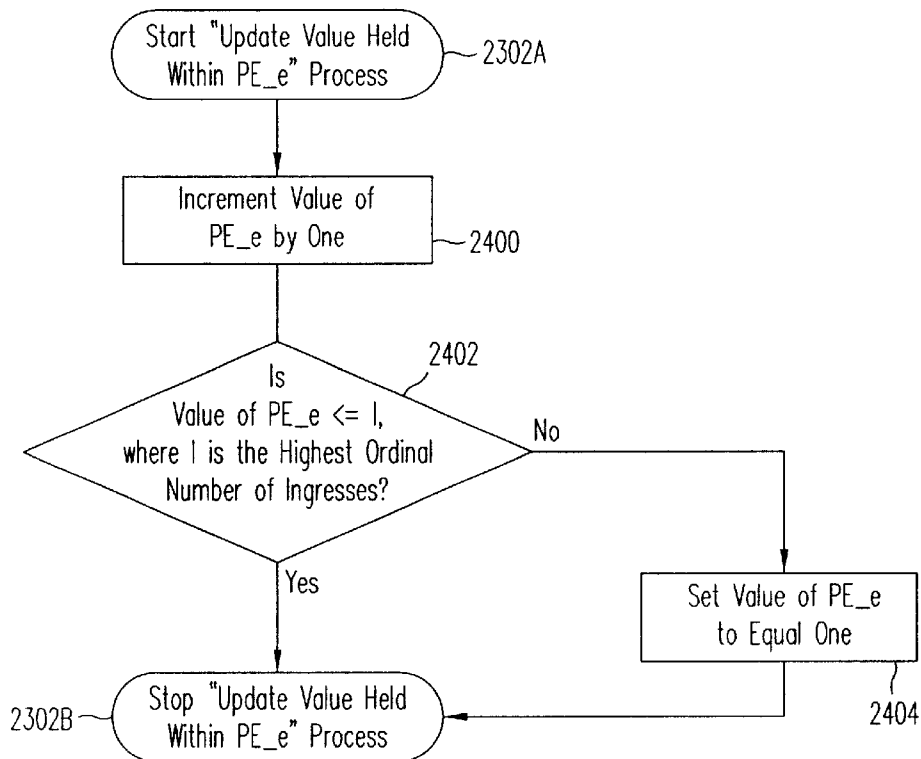 Start "Update Value Held
Within PE_e" Process
2302A
Increment Value of
PE_e by One
2400
2402
Is
Value of PE_e <= I,
where I is the Highest Ordinal
Number of Ingresses?
No
Yes
Set Value of PE_e
to Equal One
2404
Stop "Update Value Held
Within PE_e" Process
2302B